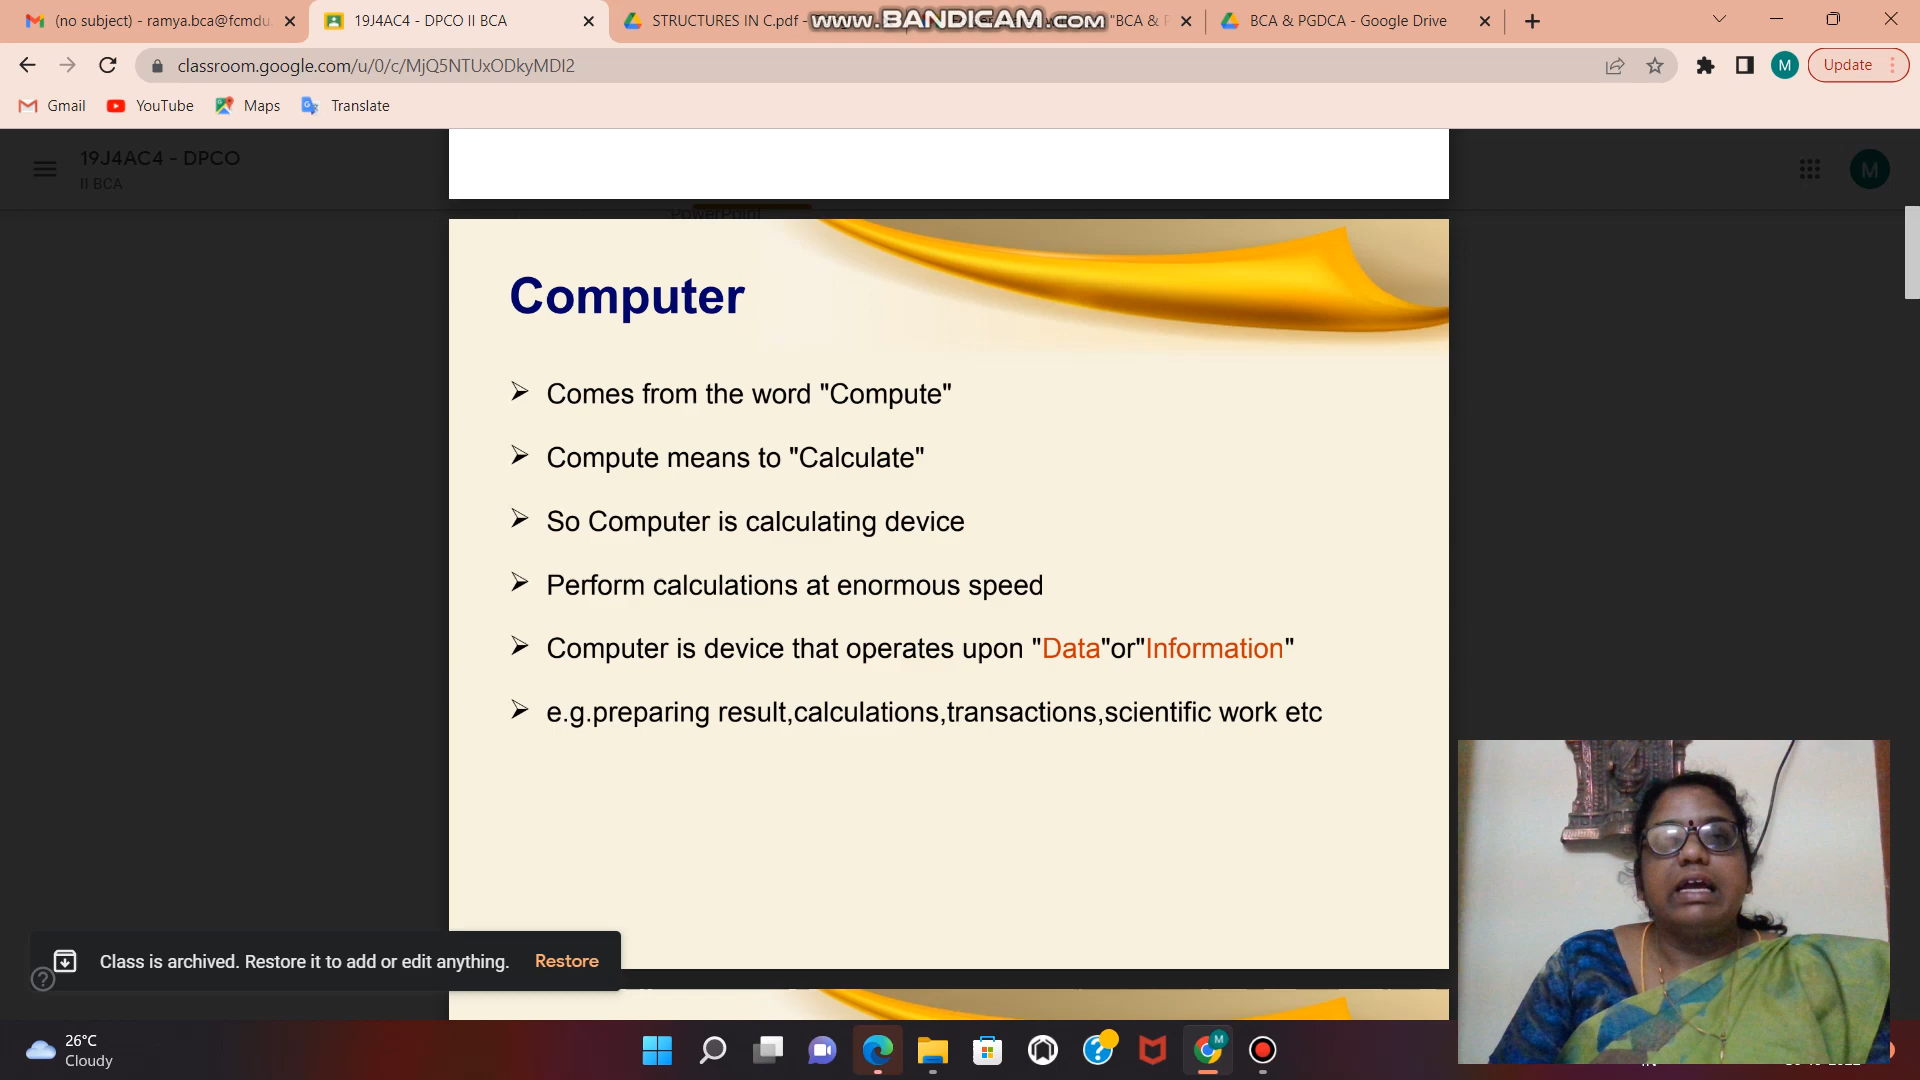 (no subject) - ramya.bca@fcmdu
19J4AC4 - DPCO II BCA
STRUCTURES IN C.pdf -
"BCA & P
BCA & PGDCA - Google Drive
www.BANDICAM.com
classroom.google.com/u/0/c/MjQ5NTUxODkyMDI2
M
Update
Gmail
YouTube
Maps
Translate
19J4AC4 - DPCO
II BCA
M
PowerPoint
Computer
Comes from the word "Compute"
Compute means to "Calculate"
So Computer is calculating device
Perform calculations at enormous speed
Computer is device that operates upon "Data"or"Information"
e.g.preparing result,calculations,transactions,scientific work etc
Class is archived. Restore it to add or edit anything.
Restore
26°C
Cloudy
M